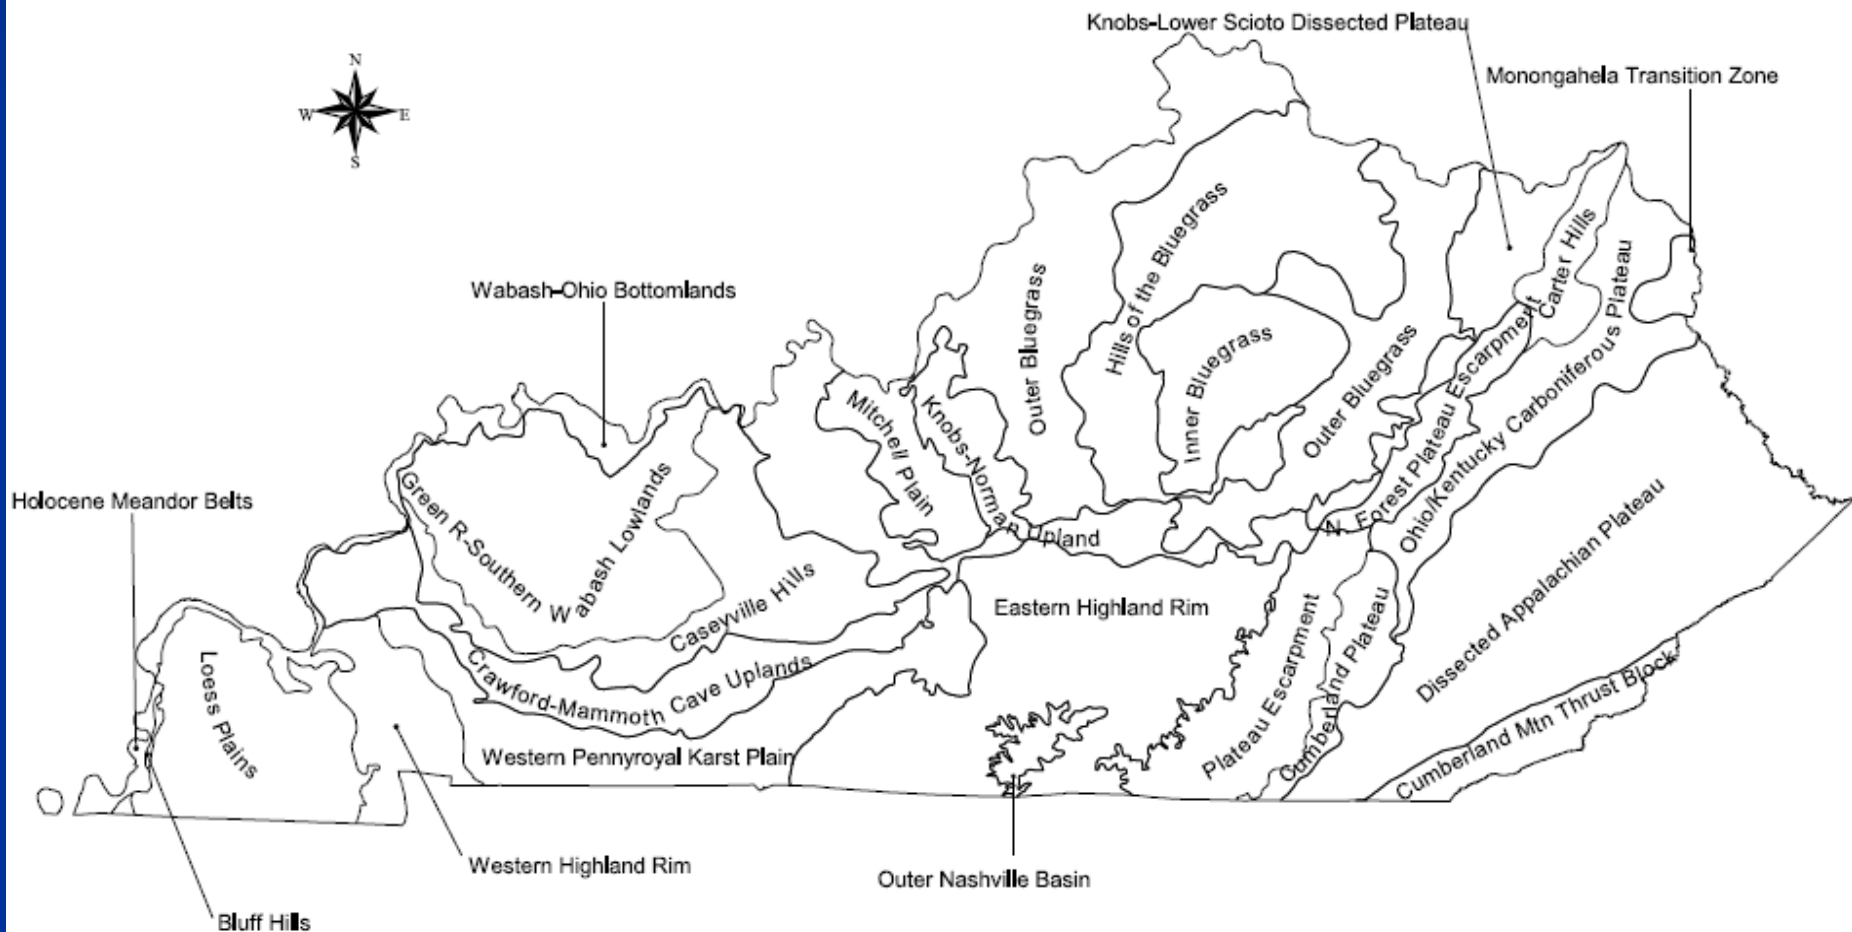 Knobs-Lower Scioto Dissected Plateau
Monongahela Transition Zone
N
W
E
S
Wabash-Ohio Bottomlands
Holocene Meandor Belts
Outer Bluegrass
Hills of the Bluegrass
Inner Bluegrass
Outer Bluegrass
Carter Hills
N. Forest Plateau Escarpment
Ohio/Kentucky Carboniferous Plateau
Mitchell Plain
Knobs-Norman Upland
Green R-Southern Wabash Lowlands
Caseyville Hills
Crawford-Mammoth Cave Uplands
Eastern Highland Rim
Plateau Escarpment
Cumberland Plateau
Dissected Appalachian Plateau
Cumberland Mtn Thrust Block
Loess Plains
Western Pennyroyal Karst Plain
Western Highland Rim
Outer Nashville Basin
Bluff Hills